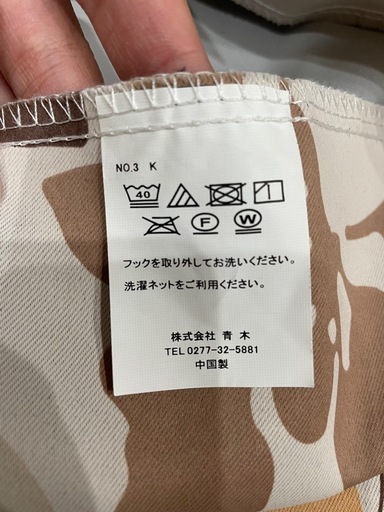 NO.3 K
40
F W
フックを取り外してお洗いください。
洗濯ネットをご利用ください。
株式会社 青木
TEL 0277-32-5881
中国製